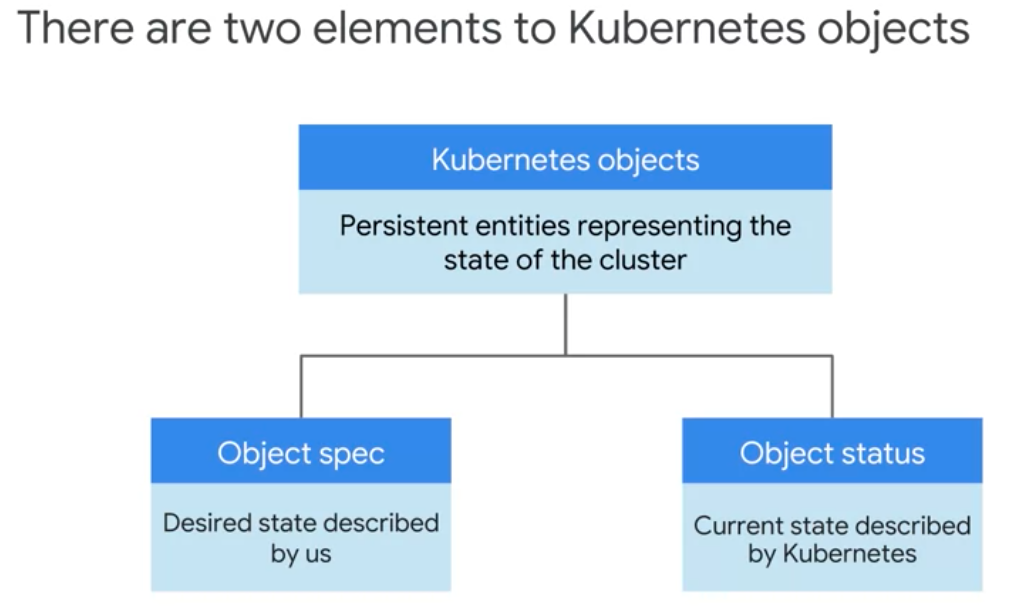 There are two elements to Kubernetes objects
Kubernetes objects
Persistent entities representing the
state of the cluster
Object spec
Desired state described
by us
Object status
Current state described
by Kubernetes